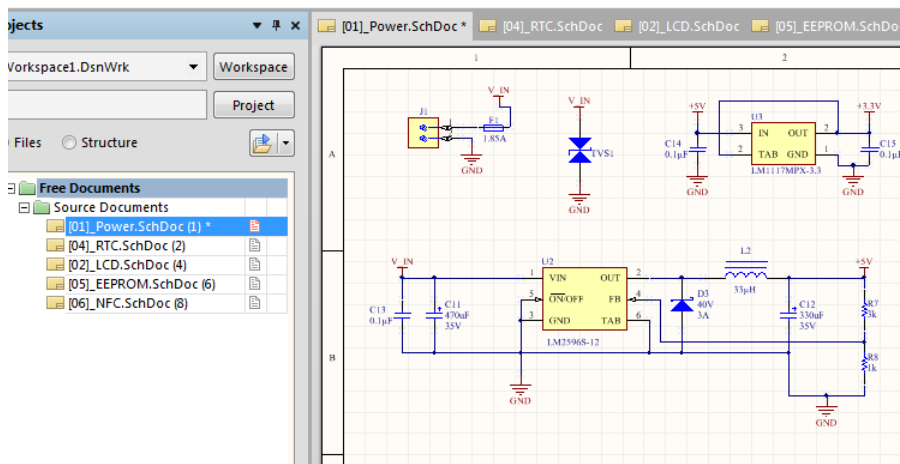 ojects
Workspace1.DsnWrk
Workspace
Project
Files
Structure
Free Documents
Source Documents
[01]_Power.SchDoc (1) *
[04]_RTC.SchDoc (2)
[02]_LCD.SchDoc (4)
[05]_EEPROM.SchDoc (6)
[06]_NFC.SchDoc (8)
[01]_Power.SchDoc *
[04]_RTC.SchDoc
[02]_LCD.SchDoc
[05]_EEPROM.SchDo
1
2
A
B
J1
V_IN
F1
1.85A
GND
V_IN
TVS1
GND
+5V
C14
0.1µF
GND
U3
3
IN
OUT
2
2
TAB
GND
1
LM1117MPX-3.3
+3.3V
C15
0.1µ
GND
V_IN
C13
0.1µF
C11
470uF
35V
U2
1
VIN
OUT
2
5
ON/OFF
FB
4
3
GND
TAB
6
LM2596S-12
GND
D3
40V
3A
L2
33µH
C12
330uF
35V
+5V
R7
3k
R8
1k
GND